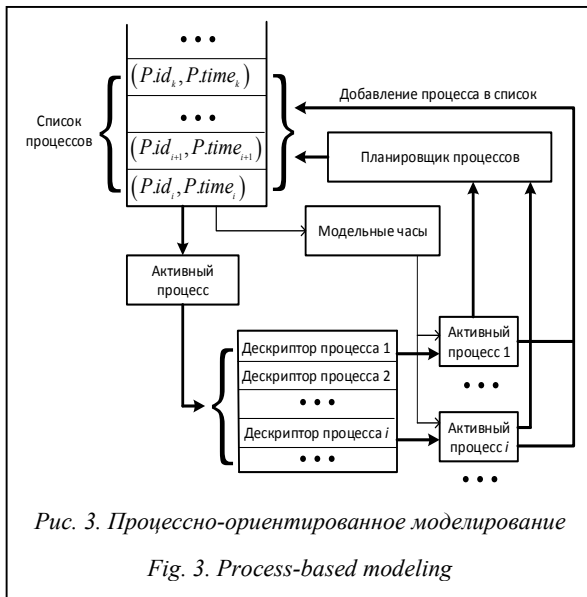 • • •
(P.id_k, P.time_k)
• • •
(P.id_{i+1}, P.time_{i+1})
(P.id_i, P.time_i)
Список
процессов
Добавление процесса в список
Планировщик процессов
Модельные часы
Активный
процесс
Дескриптор процесса 1
Дескриптор процесса 2
• • •
Дескриптор процесса i
• • •
Активный
процесс 1
• • •
Активный
процесс i
• • •
Рис. 3. Процессно-ориентированное моделирование
Fig. 3. Process-based modeling